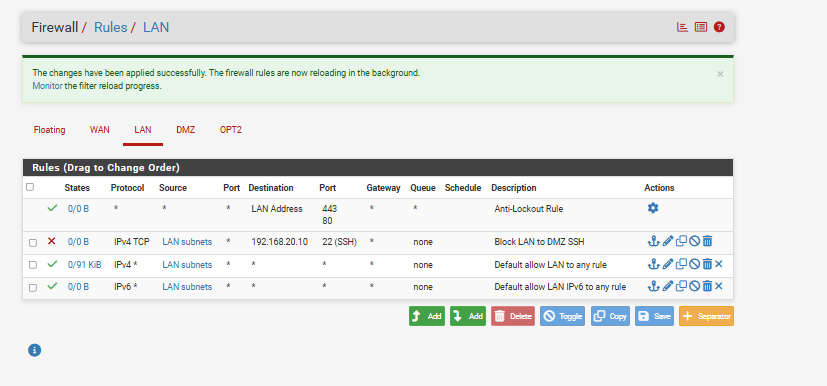 Firewall / Rules / LAN
The changes have been applied successfully. The firewall rules are now reloading in the background.
Monitor the filter reload progress.
×
Floating WAN LAN DMZ OPT2
Rules (Drag to Change Order)
States Protocol Source Port Destination Port Gateway Queue Schedule Description Actions
0/0 B * * * LAN Address 443 * * Anti-Lockout Rule
80
0/0 B IPv4 TCP LAN subnets * 192.168.20.10 22 (SSH) * none Block LAN to DMZ SSH
0/91 KiB IPv4 * LAN subnets * * * * none Default allow LAN to any rule
0/0 B IPv6 * LAN subnets * * * * none Default allow LAN IPv6 to any rule
Add Add Delete Toggle Copy Save Separator